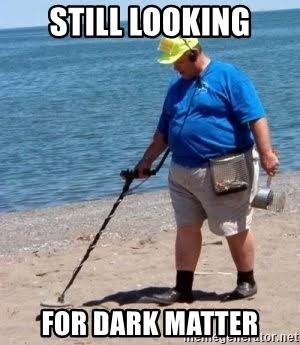 STILL LOOKING
FOR DARK MATTER
memegenerator.net